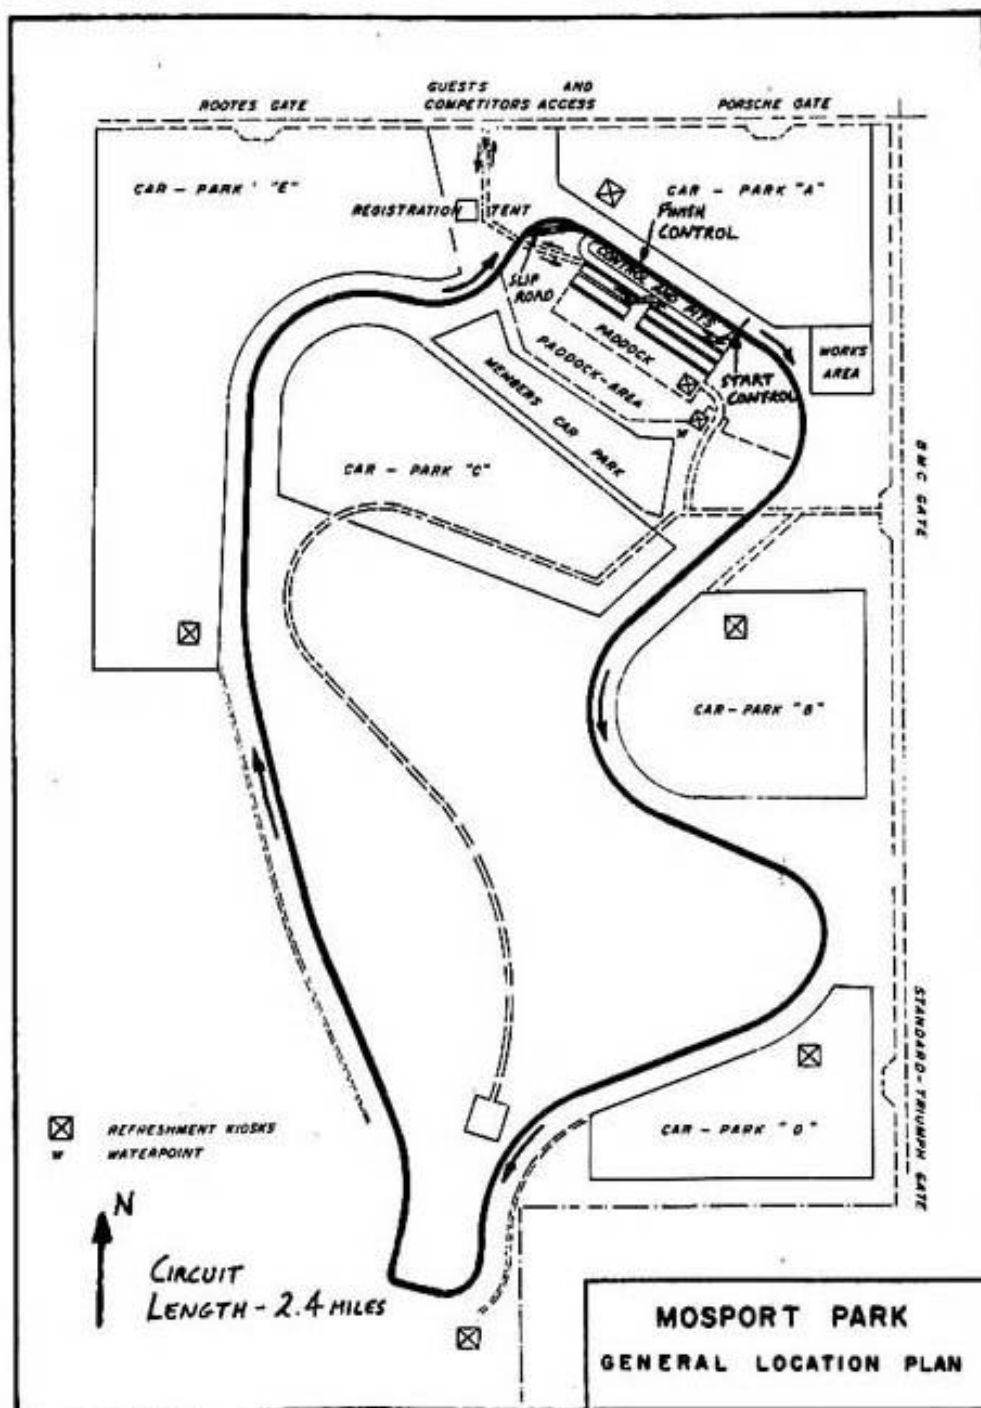 GUESTS AND
ROOTES GATE
COMPETITORS ACCESS
PORSCHE GATE
CAR - PARK "E"
CAR - PARK "A"
REGISTRATION TENT
FINISH
CONTROL
SLIP
ROAD
CONTROL AND PITS
PADDOCK
PADDOCK-AREA
MEMBERS CAR PARK
START
CONTROL
WORKS
AREA
W
CAR - PARK "C"
BMC GATE
CAR - PARK "B"
STANDARD-TRIUMPH GATE
CAR - PARK "D"
REFRESHMENT KIOSKS
W WATERPOINT
N
CIRCUIT
LENGTH - 2.4 MILES
MOSPORT PARK
GENERAL LOCATION PLAN